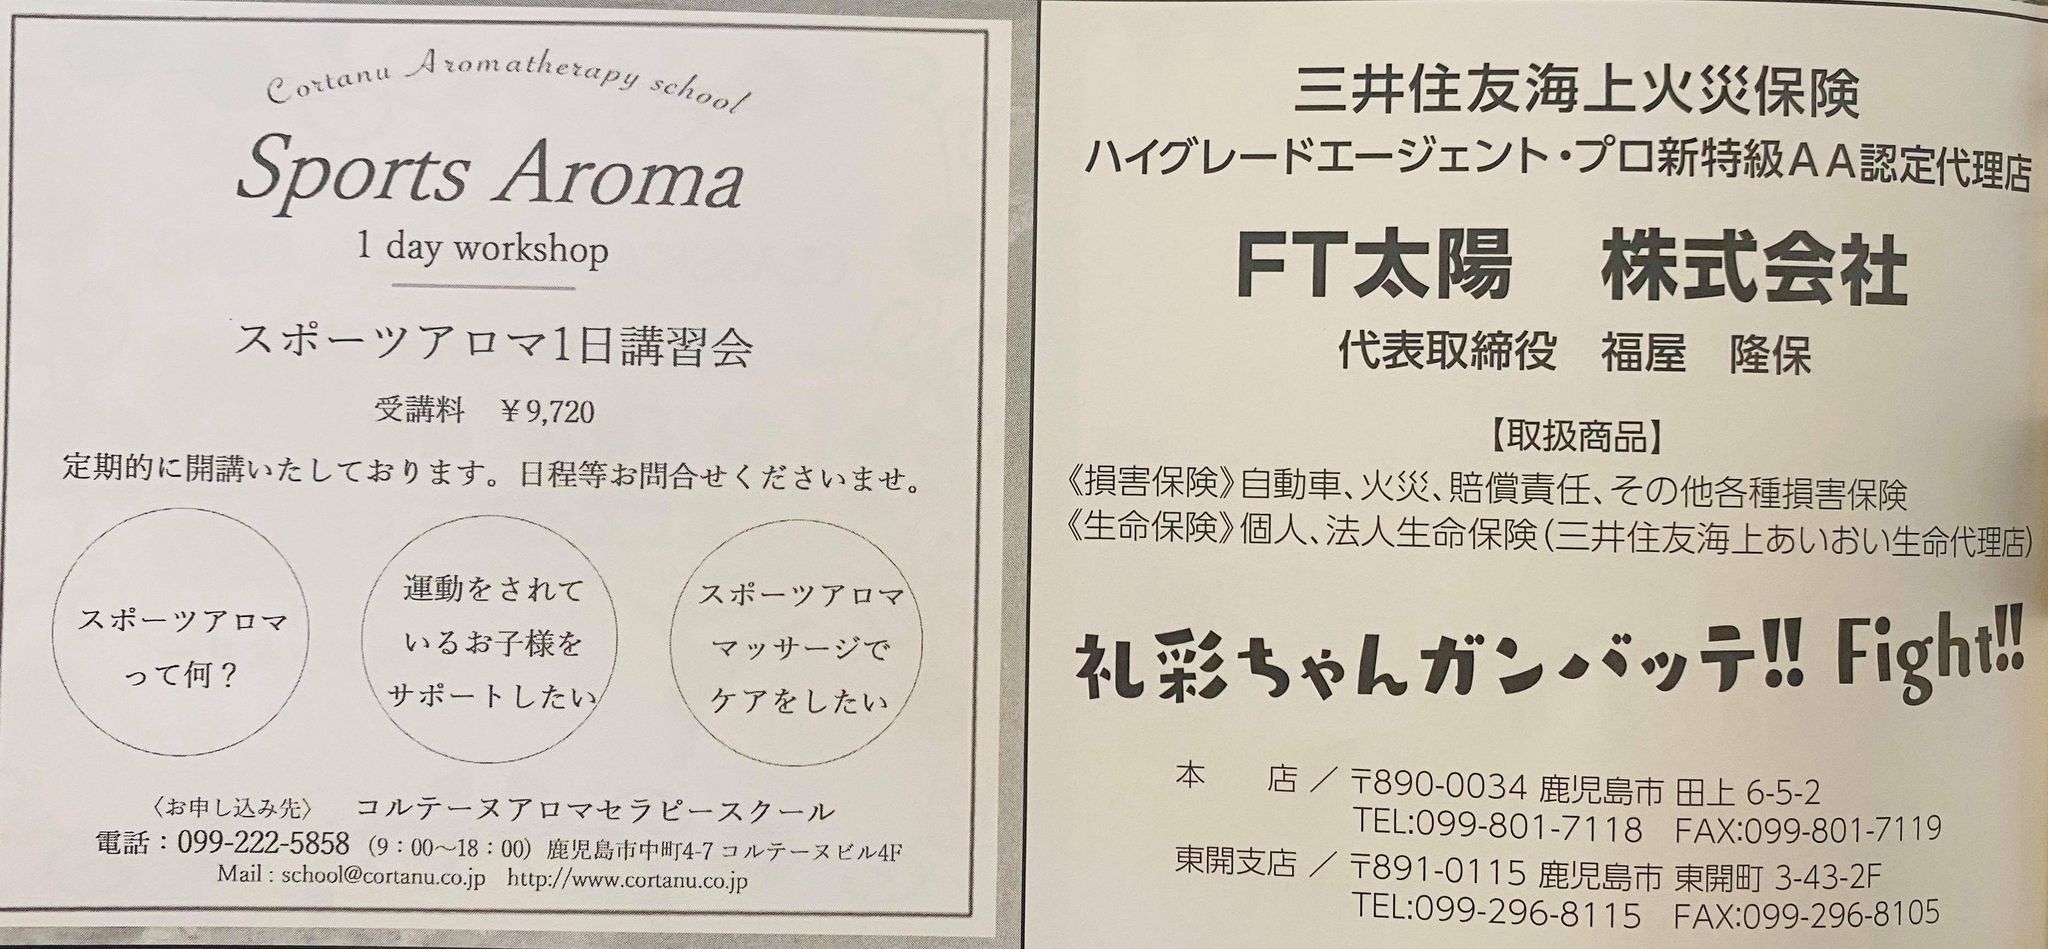 Cortanu Aromatherapy school
Sports Aroma
1 day workshop
スポーツアロマ1日講習会
受講料　￥9,720
定期的に開講いたしております。日程等お問合せくださいませ。
スポーツアロマ
って何？
運動をされて
いるお子様を
サポートしたい
スポーツアロマ
マッサージで
ケアをしたい
〈お申し込み先〉　コルテーヌアロマセラピースクール
電話：099-222-5858（9：00～18：00）鹿児島市中町4-7 コルテーヌビル4F
Mail : school@cortanu.co.jp　http://www.cortanu.co.jp
三井住友海上火災保険
ハイグレードエージェント・プロ新特級ＡＡ認定代理店
FT太陽　株式会社
代表取締役　福屋　隆保
【取扱商品】
《損害保険》自動車、火災、賠償責任、その他各種損害保険
《生命保険》個人、法人生命保険(三井住友海上あいおい生命代理店)
礼彩ちゃんガンバッテ!! Fight!!
本　　店／〒890-0034 鹿児島市 田上 6-5-2
TEL:099-801-7118　FAX:099-801-7119
東開支店／〒891-0115 鹿児島市 東開町 3-43-2F
TEL:099-296-8115　FAX:099-296-8105